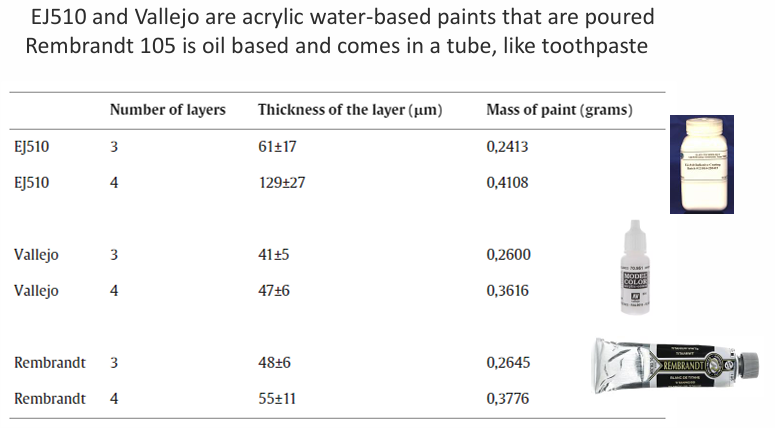 EJ510 and Vallejo are acrylic water-based paints that are poured
Rembrandt 105 is oil based and comes in a tube, like toothpaste
Number of layers Thickness of the layer (μm) Mass of paint (grams)
EJ510 3 61±17 0,2413
EJ510 4 129±27 0,4108
Vallejo 3 41±5 0,2600
Vallejo 4 47±6 0,3616
Rembrandt 3 48±6 0,2645
Rembrandt 4 55±11 0,3776
MODEL
COLOR
REMBRANDT
BLANC DE TITANE